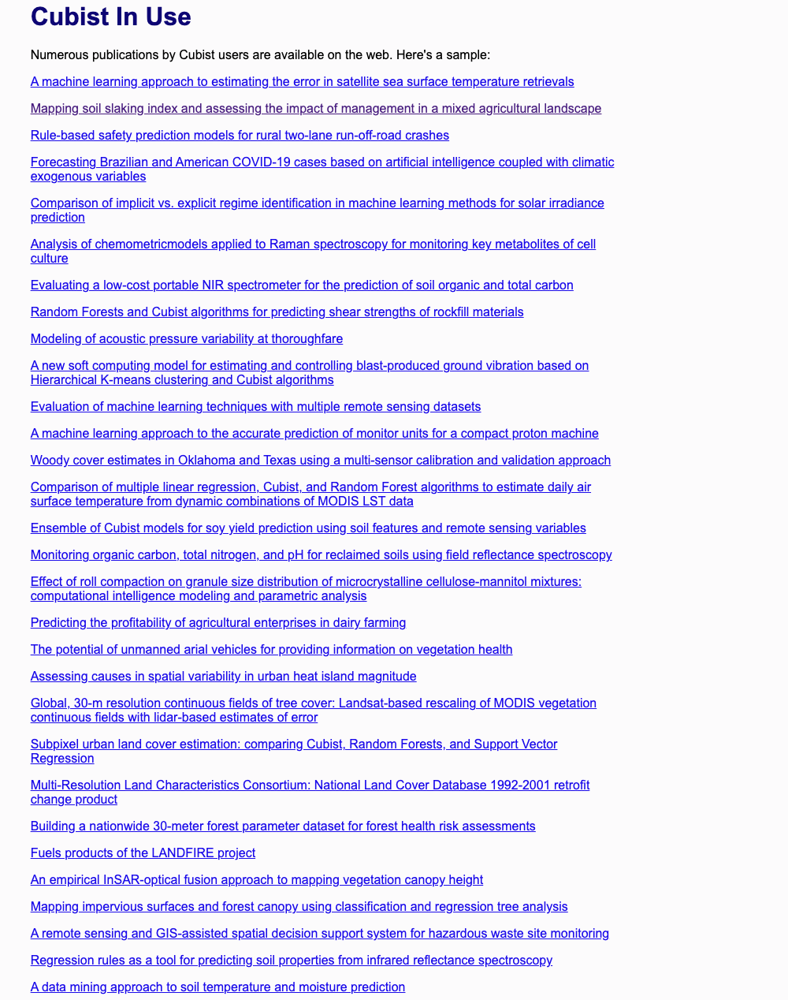 Cubist In Use
Numerous publications by Cubist users are available on the web. Here's a sample:
A machine learning approach to estimating the error in satellite sea surface temperature retrievals
Mapping soil slaking index and assessing the impact of management in a mixed agricultural landscape
Rule-based safety prediction models for rural two-lane run-off-road crashes
Forecasting Brazilian and American COVID-19 cases based on artificial intelligence coupled with climatic
exogenous variables
Comparison of implicit vs. explicit regime identification in machine learning methods for solar irradiance
prediction
Analysis of chemometricmodels applied to Raman spectroscopy for monitoring key metabolites of cell
culture
Evaluating a low-cost portable NIR spectrometer for the prediction of soil organic and total carbon
Random Forests and Cubist algorithms for predicting shear strengths of rockfill materials
Modeling of acoustic pressure variability at thoroughfare
A new soft computing model for estimating and controlling blast-produced ground vibration based on
Hierarchical K-means clustering and Cubist algorithms
Evaluation of machine learning techniques with multiple remote sensing datasets
A machine learning approach to the accurate prediction of monitor units for a compact proton machine
Woody cover estimates in Oklahoma and Texas using a multi-sensor calibration and validation approach
Comparison of multiple linear regression, Cubist, and Random Forest algorithms to estimate daily air
surface temperature from dynamic combinations of MODIS LST data
Ensemble of Cubist models for soy yield prediction using soil features and remote sensing variables
Monitoring organic carbon, total nitrogen, and pH for reclaimed soils using field reflectance spectroscopy
Effect of roll compaction on granule size distribution of microcrystalline cellulose-mannitol mixtures:
computational intelligence modeling and parametric analysis
Predicting the profitability of agricultural enterprises in dairy farming
The potential of unmanned arial vehicles for providing information on vegetation health
Assessing causes in spatial variability in urban heat island magnitude
Global, 30-m resolution continuous fields of tree cover: Landsat-based rescaling of MODIS vegetation
continuous fields with lidar-based estimates of error
Subpixel urban land cover estimation: comparing Cubist, Random Forests, and Support Vector
Regression
Multi-Resolution Land Characteristics Consortium: National Land Cover Database 1992-2001 retrofit
change product
Building a nationwide 30-meter forest parameter dataset for forest health risk assessments
Fuels products of the LANDFIRE project
An empirical InSAR-optical fusion approach to mapping vegetation canopy height
Mapping impervious surfaces and forest canopy using classification and regression tree analysis
A remote sensing and GIS-assisted spatial decision support system for hazardous waste site monitoring
Regression rules as a tool for predicting soil properties from infrared reflectance spectroscopy
A data mining approach to soil temperature and moisture prediction